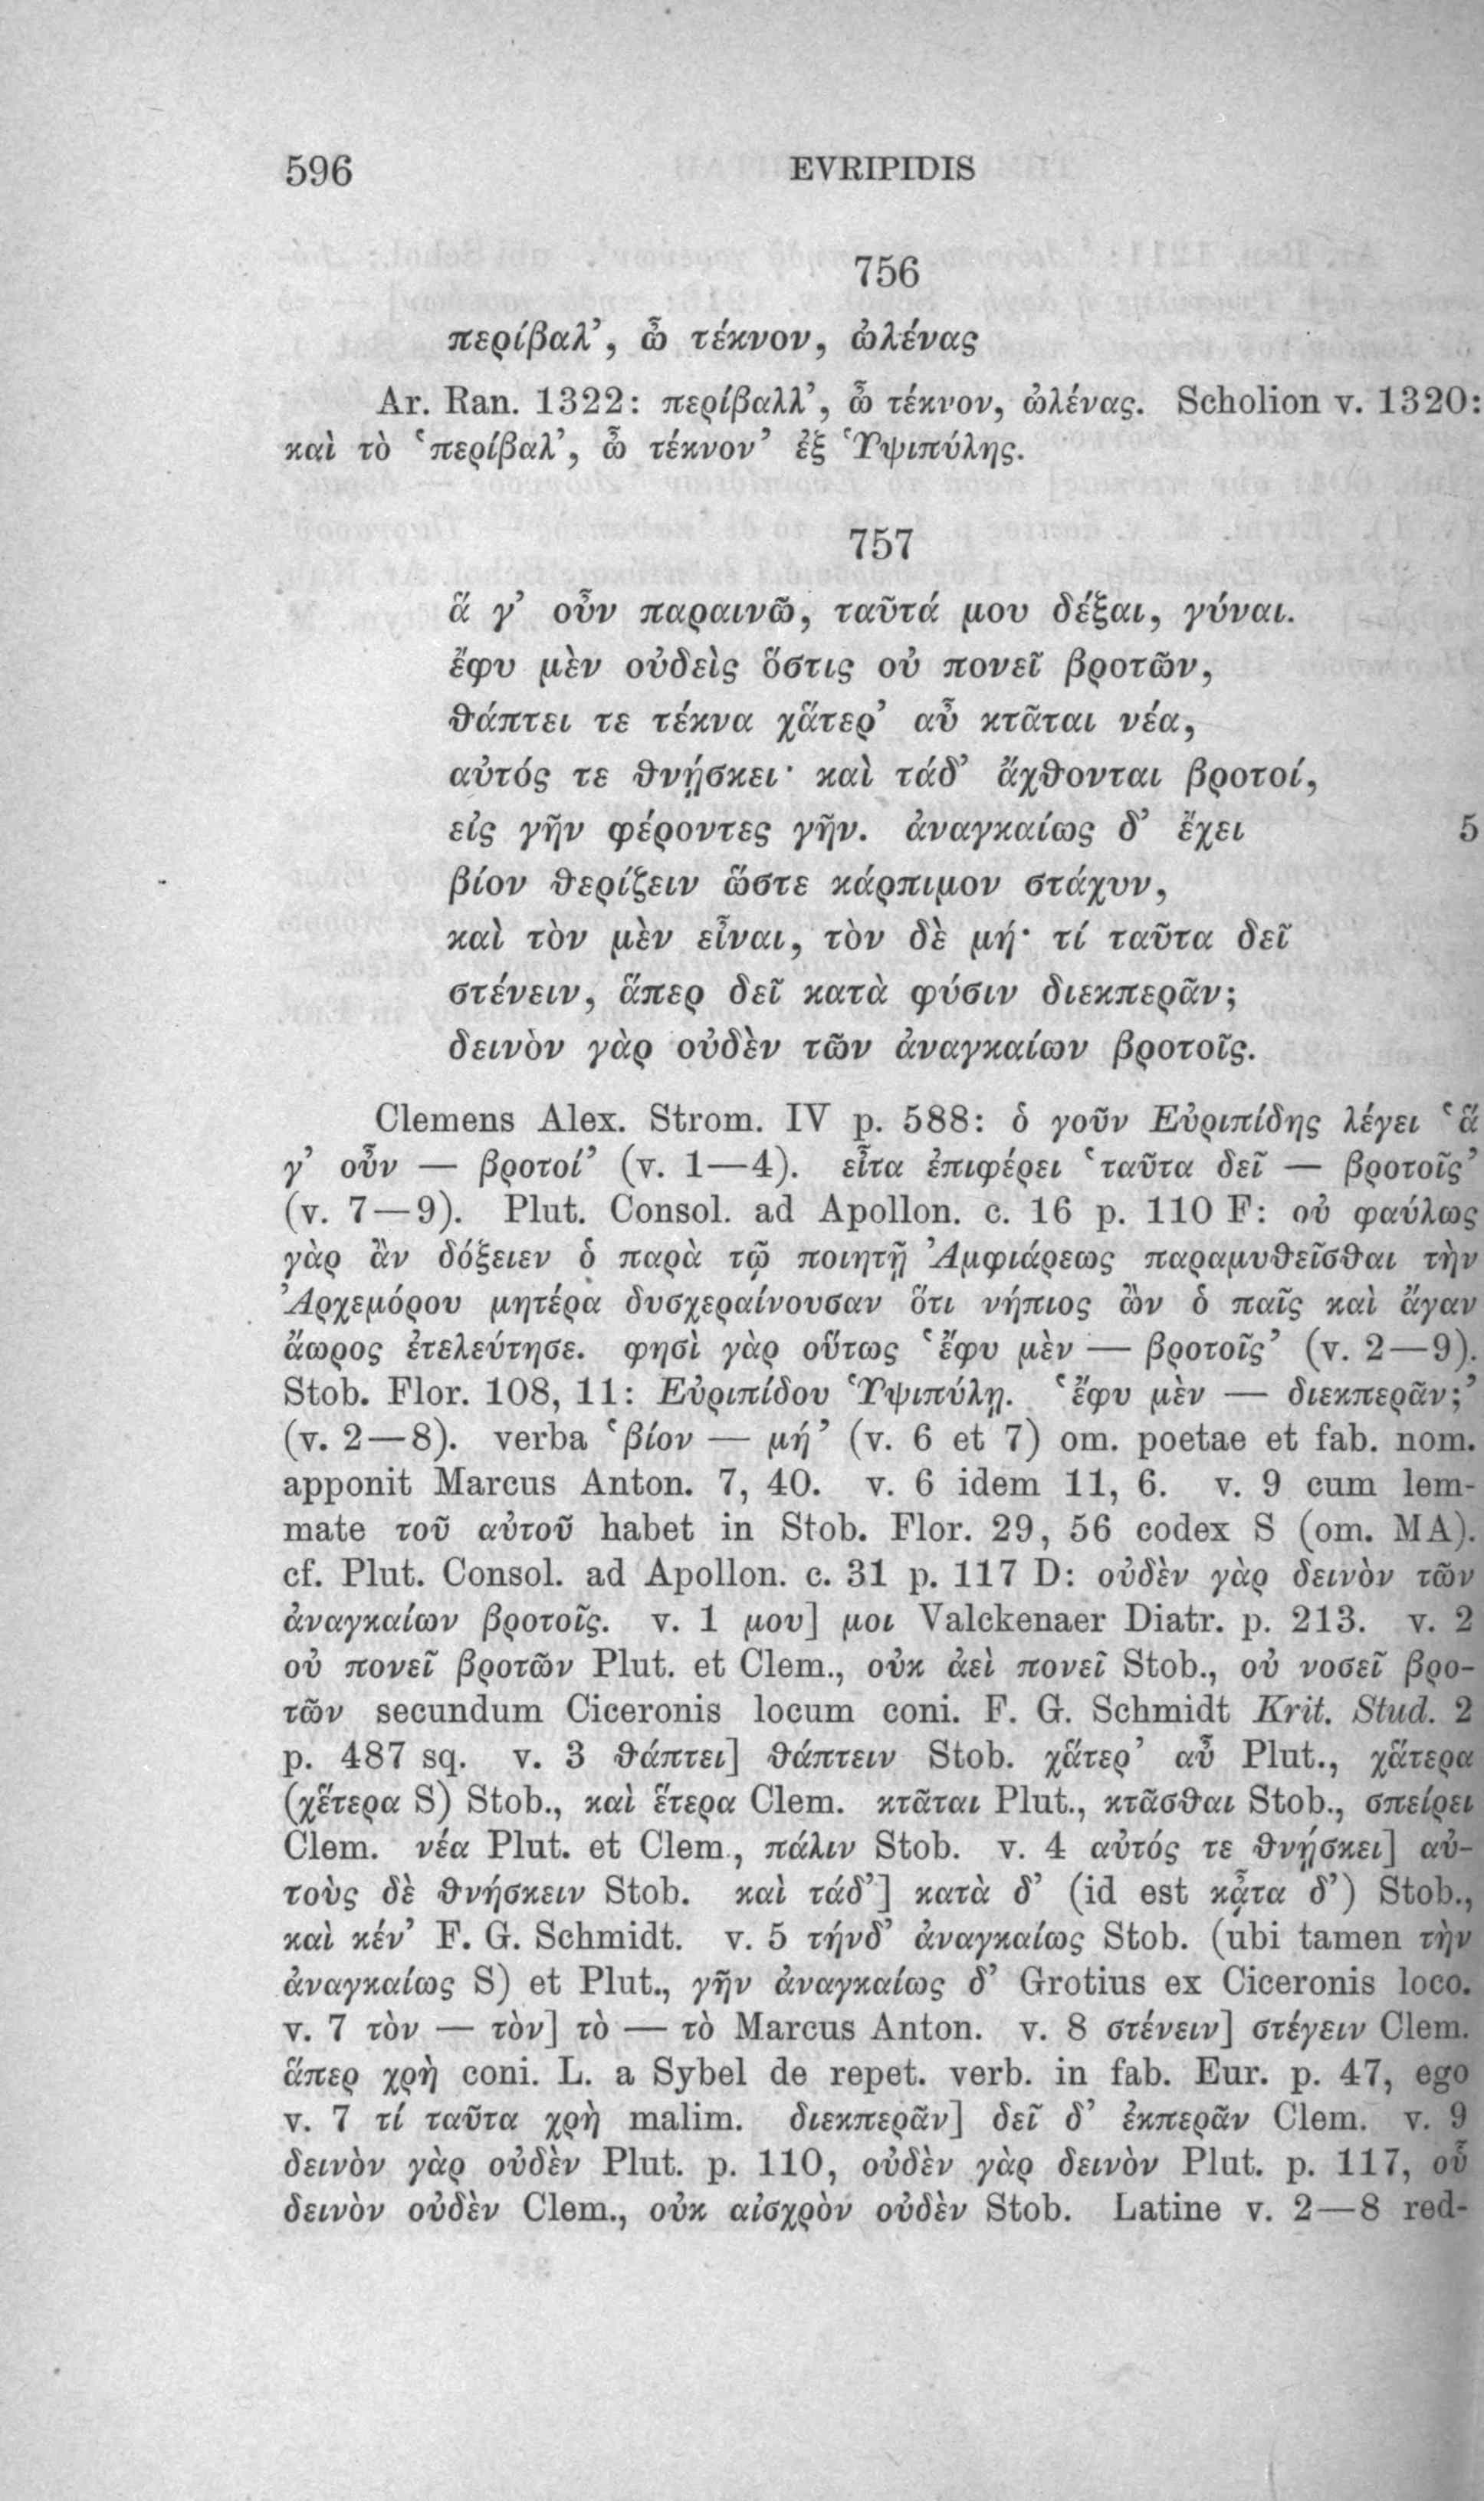 596
EVRIPIDIS
756
περίβαλ’, ὦ τέκνον, ὠλένας
Ar. Ran. 1322: περίβαλλ’, ὦ τέκνον, ὠλένας. Scholion v. 1320:
καὶ τὸ ‘περίβαλ’, ὦ τέκνον’ ἐξ Ὑψιπύλης.
757
ἅ γ’ οὖν παραινῶ, ταῦτά μου δέξαι, γύναι.
ἔφυ μὲν οὐδεὶς ὅστις οὐ πονεῖ βροτῶν,
θάπτει τε τέκνα χἄτερ’ αὖ κτᾶται νέα,
αὐτός τε θνῄσκει· καὶ τάδ’ ἄχθονται βροτοί,
εἰς γῆν φέροντες γῆν. ἀναγκαίως δ’ ἔχει 5
βίον θερίζειν ὥστε κάρπιμον στάχυν,
καὶ τὸν μὲν εἶναι, τὸν δὲ μή· τί ταῦτα δεῖ
στένειν, ἅπερ δεῖ κατὰ φύσιν διεκπερᾶν;
δεινὸν γὰρ οὐδὲν τῶν ἀναγκαίων βροτοῖς.
Clemens Alex. Strom. IV p. 588: ὁ γοῦν Εὐριπίδης λέγει ‘ἅ
γ’ οὖν — βροτοί’ (v. 1—4). εἶτα ἐπιφέρει ‘ταῦτα δεῖ — βροτοῖς’
(v. 7—9). Plut. Consol. ad Apollon. c. 16 p. 110 F: οὐ φαύλως
γὰρ ἂν δόξειεν ὁ παρὰ τῷ ποιητῇ Ἀμφιάρεως παραμυθεῖσθαι τὴν
Ἀρχεμόρου μητέρα δυσχεραίνουσαν ὅτι νήπιος ὢν ὁ παῖς καὶ ἄγαν
ἄωρος ἐτελεύτησε. φησὶ γὰρ οὕτως ‘ἔφυ μὲν — βροτοῖς’ (v. 2—9).
Stob. Flor. 108, 11: Εὐριπίδου Ὑψιπύλῃ. ‘ἔφυ μὲν — διεκπερᾶν;’
(v. 2—8). verba ‘βίον — μή’ (v. 6 et 7) om. poetae et fab. nom.
apponit Marcus Anton. 7, 40. v. 6 idem 11, 6. v. 9 cum lem-
mate τοῦ αὐτοῦ habet in Stob. Flor. 29, 56 codex S (om. MA).
cf. Plut. Consol. ad Apollon. c. 31 p. 117 D: οὐδὲν γὰρ δεινὸν τῶν
ἀναγκαίων βροτοῖς. v. 1 μου] μοι Valckenaer Diatr. p. 213. v. 2
οὐ πονεῖ βροτῶν Plut. et Clem., οὐκ ἀεὶ πονεῖ Stob., οὐ νοσεῖ βρο-
τῶν secundum Ciceronis locum coni. F. G. Schmidt Krit. Stud. 2
p. 487 sq. v. 3 θάπτει] θάπτειν Stob. χἄτερ’ αὖ Plut., χἄτερα
(χἔτερα S) Stob., καὶ ἕτερα Clem. κτᾶται Plut., κτᾶσθαι Stob., σπείρει
Clem. νέα Plut. et Clem., πάλιν Stob. v. 4 αὐτός τε θνῄσκει] αὐ-
τοὺς δὲ θνήσκειν Stob. καὶ τάδ’] κατὰ δ’ (id est κᾆτα δ’) Stob.,
καὶ κέν’ F. G. Schmidt. v. 5 τήνδ’ ἀναγκαίως Stob. (ubi tamen τὴν
ἀναγκαίως S) et Plut., γῆν ἀναγκαίως δ’ Grotius ex Ciceronis loco.
v. 7 τὸν — τὸν] τὸ — τὸ Marcus Anton. v. 8 στένειν] στέγειν Clem.
ἅπερ χρὴ coni. L. a Sybel de repet. verb. in fab. Eur. p. 47, ego
v. 7 τί ταῦτα χρὴ malim. διεκπερᾶν] δεῖ δ’ ἐκπερᾶν Clem. v. 9
δεινὸν γὰρ οὐδὲν Plut. p. 110, οὐδὲν γὰρ δεινὸν Plut. p. 117, οὗ
δεινὸν οὐδὲν Clem., οὐκ αἰσχρὸν οὐδὲν Stob. Latine v. 2—8 red-